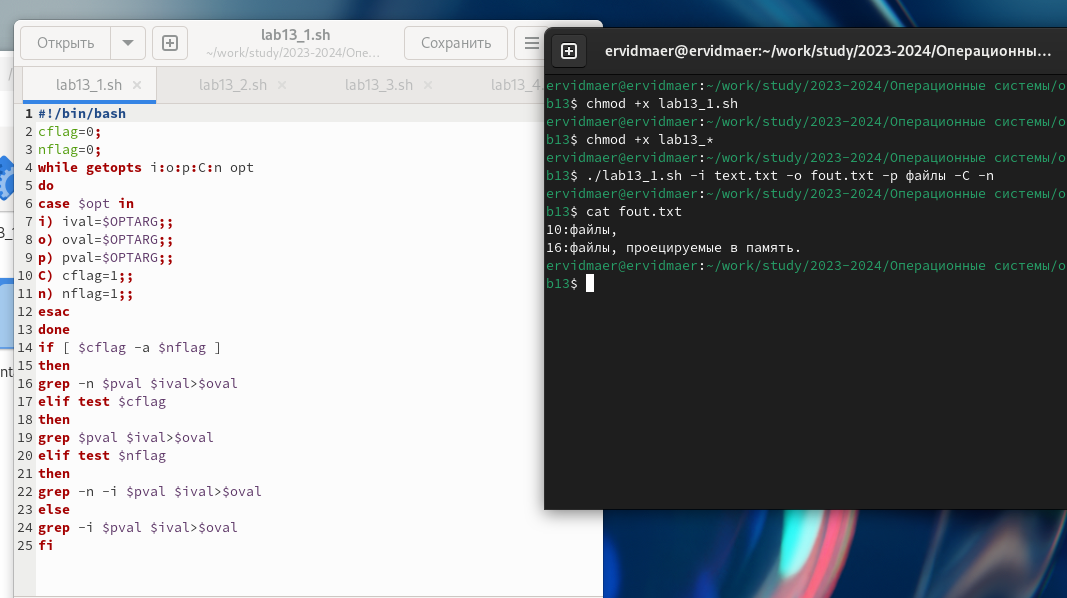 Открыть
lab13_1.sh
~/work/study/2023-2024/Опе...
Сохранить
lab13_1.sh × lab13_2.sh × lab13_3.sh × lab13_4.
1 #!/bin/bash
2 cflag=0;
3 nflag=0;
4 while getopts i:o:p:C:n opt
5 do
6 case $opt in
7 i) ival=$OPTARG;;
8 o) oval=$OPTARG;;
9 p) pval=$OPTARG;;
10 C) cflag=1;;
11 n) nflag=1;;
12 esac
13 done
14 if [ $cflag -a $nflag ]
15 then
16 grep -n $pval $ival>$oval
17 elif test $cflag
18 then
19 grep $pval $ival>$oval
20 elif test $nflag
21 then
22 grep -n -i $pval $ival>$oval
23 else
24 grep -i $pval $ival>$oval
25 fi
ervidmaer@ervidmaer:~/work/study/2023-2024/Операционны...
ervidmaer@ervidmaer:~/work/study/2023-2024/Операционные системы/o
b13$ chmod +x lab13_1.sh
ervidmaer@ervidmaer:~/work/study/2023-2024/Операционные системы/o
b13$ chmod +x lab13_*
ervidmaer@ervidmaer:~/work/study/2023-2024/Операционные системы/o
b13$ ./lab13_1.sh -i text.txt -o fout.txt -p файлы -C -n
ervidmaer@ervidmaer:~/work/study/2023-2024/Операционные системы/o
b13$ cat fout.txt
10:файлы,
16:файлы, проецируемые в память.
ervidmaer@ervidmaer:~/work/study/2023-2024/Операционные системы/o
b13$